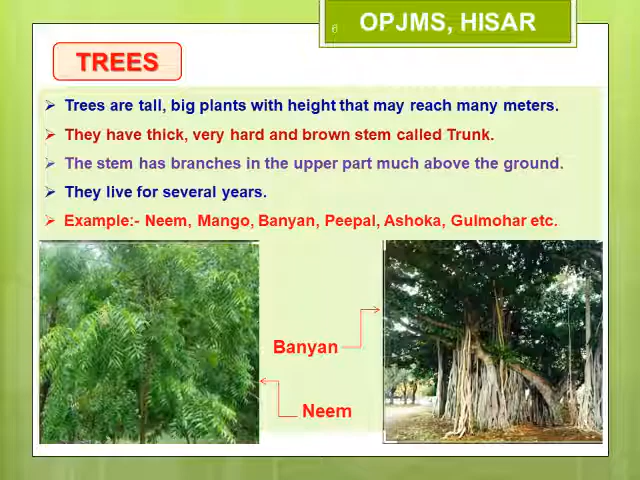 6
OPJMS, HISAR
TREES
Trees are tall, big plants with height that may reach many meters.
They have thick, very hard and brown stem called Trunk.
The stem has branches in the upper part much above the ground.
They live for several years.
Example:- Neem, Mango, Banyan, Peepal, Ashoka, Gulmohar etc.
Banyan
Neem